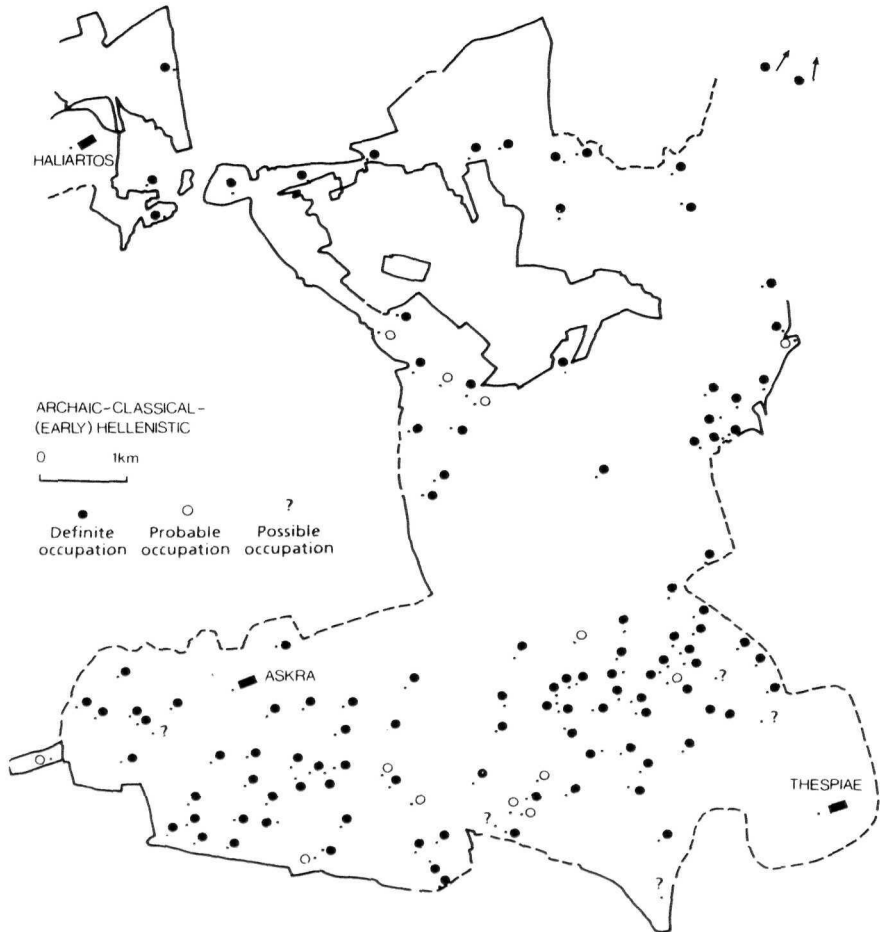 HALIARTOS
ARCHAIC-CLASSICAL-
(EARLY) HELLENISTIC
0 1km
?
Definite
occupation
Probable
occupation
Possible
occupation
ASKRA
?
?
?
THESPIAE
?
?